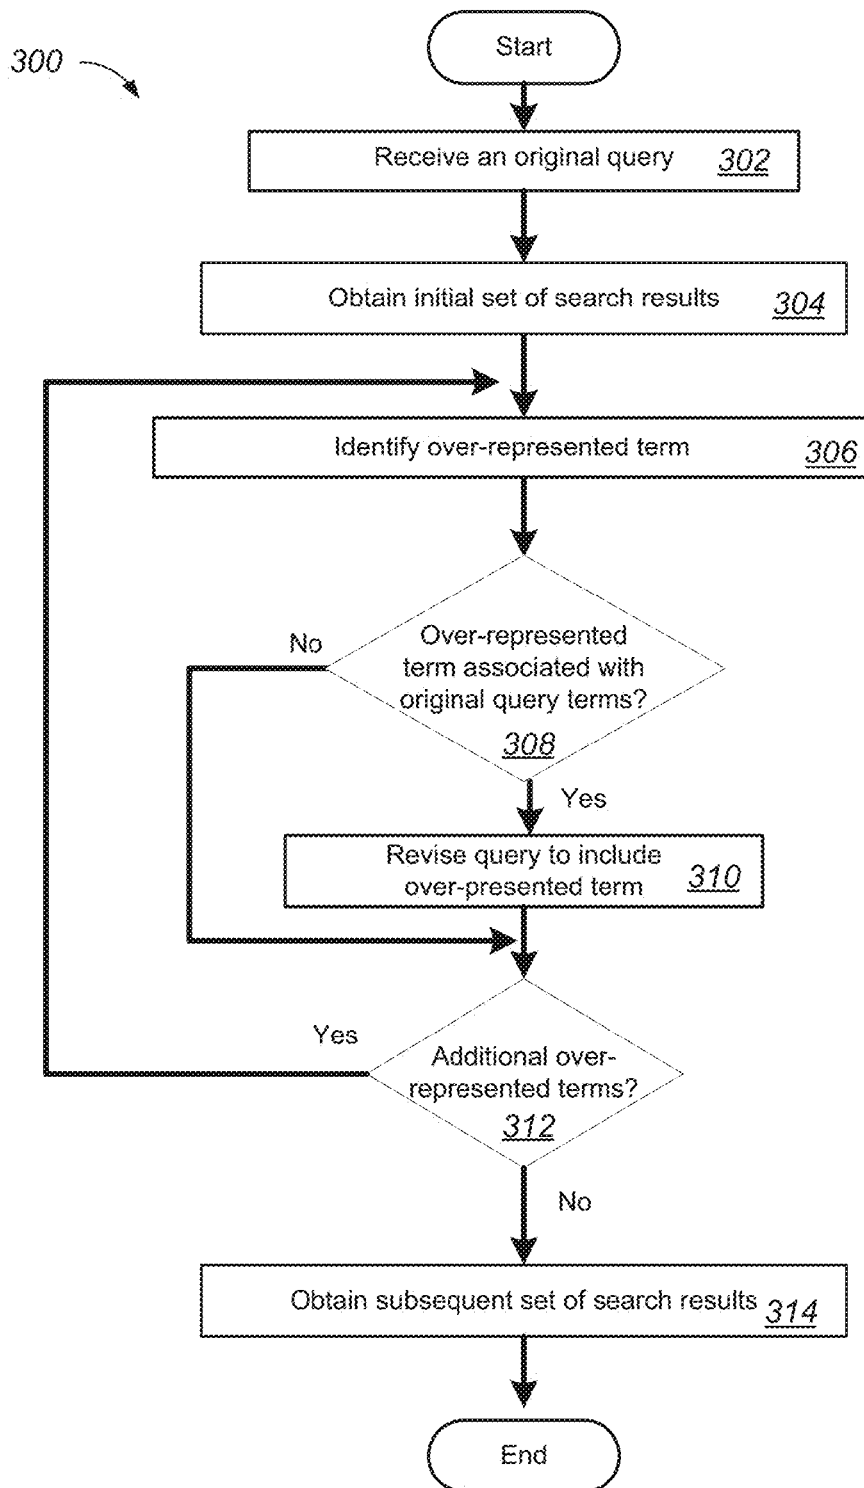 Start
300
Receive an original query 302
Obtain initial set of search results 304
Identify over-represented term 306
No
Over-represented
term associated with
original query terms?
308
Yes
Revise query to include
over-presented term 310
Yes
Additional over-
represented terms?
312
No
Obtain subsequent set of search results 314
End